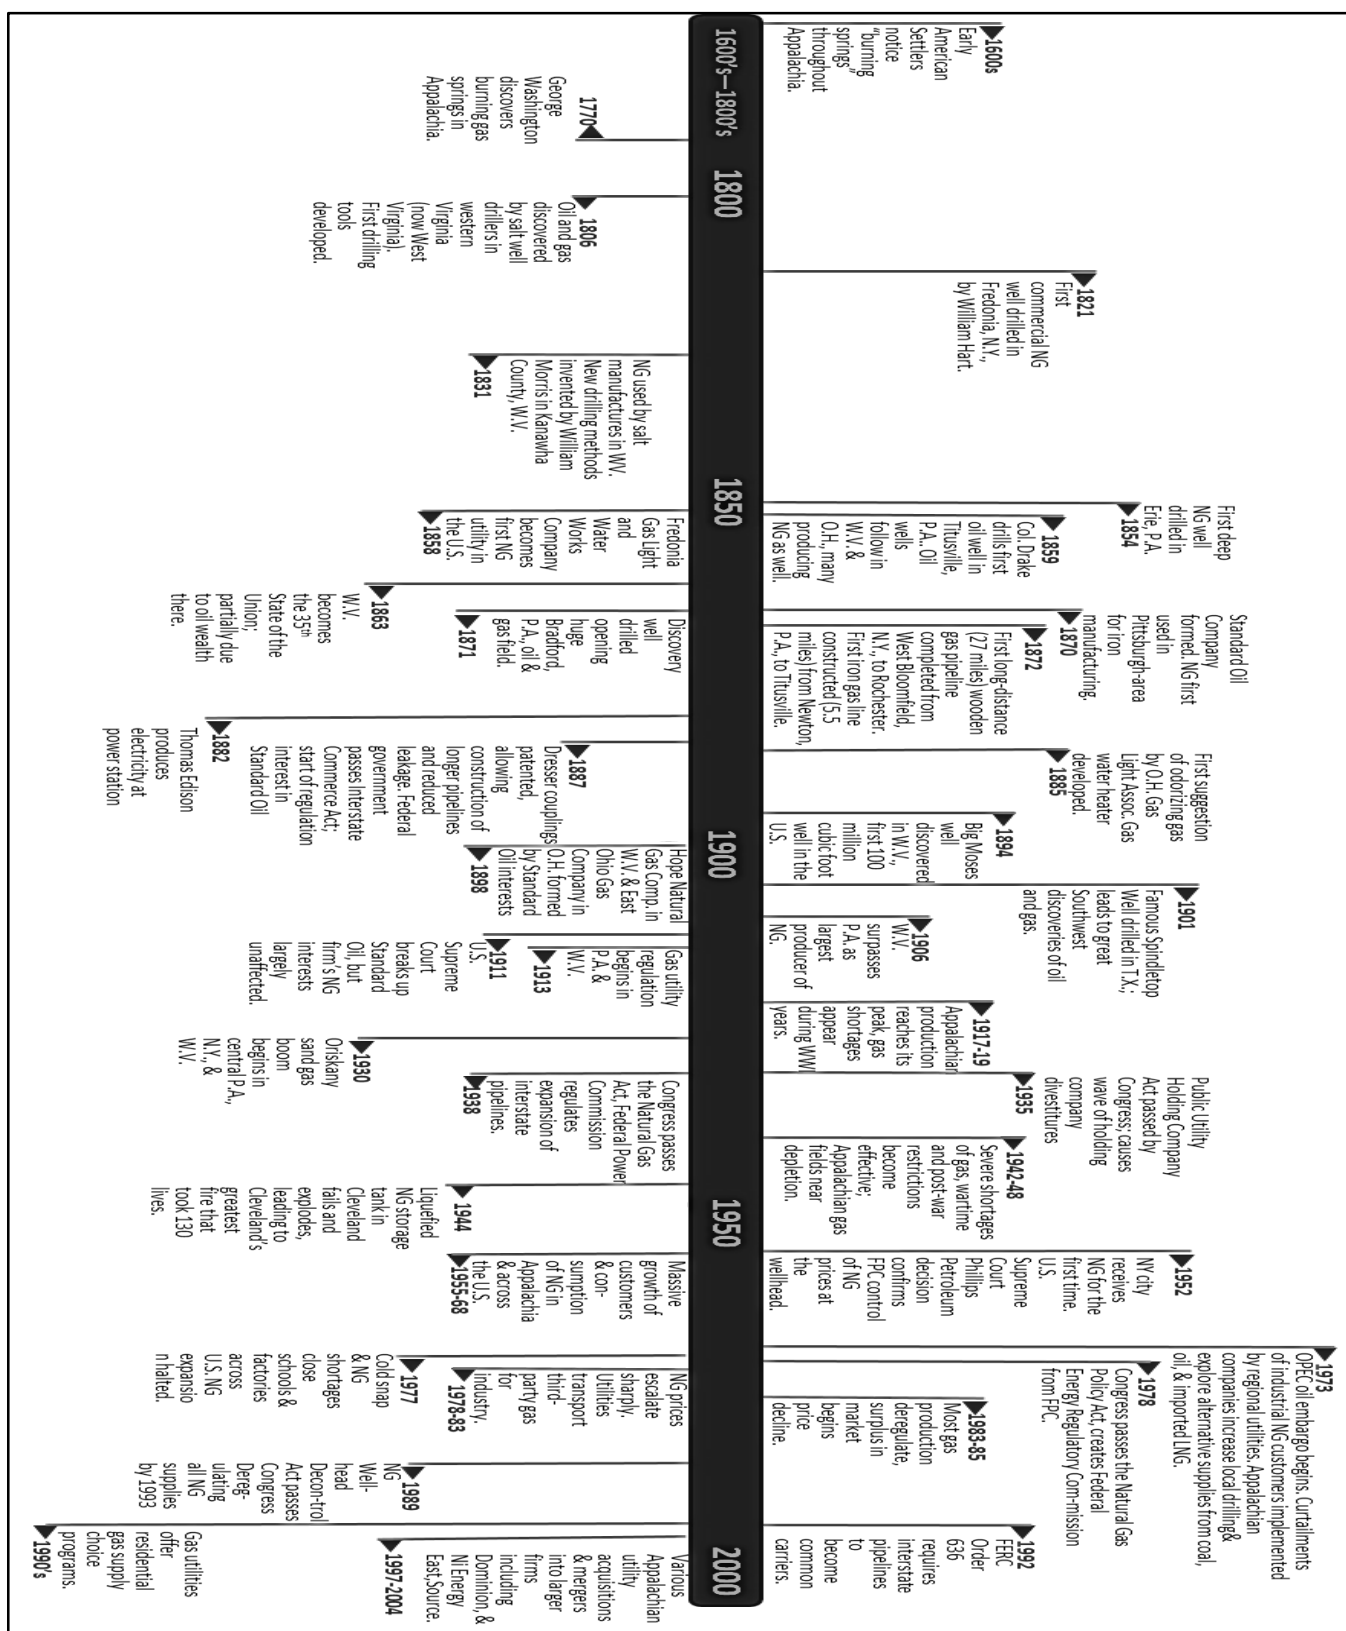 1600s
Early
American
Settlers
notice
"burning
springs"
throughout
Appalachia.
1821
First
commercial NG
well drilled in
Fredonia, N.Y.,
by William Hart.
First deep
NG well
drilled in
Erie, P.A.
1854
1859
Col. Drake
drills first
oil well in
Titusville,
P.A.. Oil
wells
follow in
W.V. &
O.H., many
producing
NG as well.
Standard Oil
Company
formed. NG first
used in
Pittsburgh-area
for iron
manufacturing.
1870
1872
First long-distance
(27 miles) wooden
gas pipeline
completed from
West Bloomfield,
N.Y., to Rochester.
First iron gas line
constructed (5.5
miles) from Newton,
P.A., to Titusville.
First suggestion
of odorizing gas
by O.H. Gas
Light Assoc. Gas
water heater
developed.
1885
1894
Big Moses
well
discovered
in W.V.,
first 100
million
cubic foot
well in the
U.S.
1901
Famous Spindletop
Well drilled in T.X.;
leads to great
Southwest
discoveries of oil
and gas.
1906
W.V.
surpasses
P.A. as
largest
producer of
NG.
1917-19
Appalachian
production
reaches its
peak, gas
shortages
appear
during WWI
years.
Public Utility
Holding Company
Act passed by
Congress; causes
wave of holding
company
divestitures
1935
1942-48
Severe shortages
of gas, wartime
and post-war
restrictions
become
effective;
Appalachian gas
fields near
depletion.
1952
NY city
receives
NG for the
first time.
U.S.
Supreme
Court
Phillips
Petroleum
decision
confirms
FPC control
of NG
prices at
the
wellhead.
1973
OPEC oil embargo begins. Curtailments
of industrial NG customers implemented
by regional utilities. Appalachian
companies increase local drilling&
explore alternative supplies from coal,
oil, & imported LNG.
1978
Congress passes the Natural Gas
Policy Act, creates Federal
Energy Regulatory Com-mission
from FPC.
1983-85
Most gas
production
deregulate,
surplus in
market
begins
price
decline.
1992
FERC
Order
636
requires
interstate
pipelines
to
become
common
carriers.
1600's—1800's
1800
1850
1900
1950
2000
1770
George
Washington
discovers
burning gas
springs in
Appalachia.
1806
Oil and gas
discovered
by salt well
drillers in
western
Virginia
(now West
Virginia).
First drilling
tools
developed.
NG used by salt
manufactures in WV.
New drilling methods
invented by William
Morris in Kanawha
County, W.V.
1831
Fredonia
Gas Light
and
Water
Works
Company
becomes
first NG
utility in
the U.S.
1858
1863
W.V.
becomes
the 35th
State of the
Union;
partially due
to oil wealth
there.
Discovery
well
drilled
opening
huge
Bradford,
P.A., oil &
gas field.
1871
1882
Thomas Edison
produces
electricity at
power station
1887
Dresser couplings
patented,
allowing
construction of
longer pipelines
and reduced
leakage. Federal
government
passes Interstate
Commerce Act;
start of regulation
interest in
Standard Oil
Hope Natural
Gas Comp. in
W.V. & East
Ohio Gas
Company in
O.H. formed
by Standard
Oil interests
1898
1911
U.S.
Supreme
Court
breaks up
Standard
Oil, but
firm's NG
interests
largely
unaffected.
Gas utility
regulation
begins in
P.A. &
W.V.
1913
1930
Oriskany
sand gas
boom
begins in
central P.A.,
N.Y., &
W.V.
Congress passes
the Natural Gas
Act, Federal Power
Commission
regulates
expansion of
interstate
pipelines.
1938
1944
Liquefied
NG storage
tank in
Cleveland
fails and
explodes,
leading to
Cleveland's
greatest
fire that
took 130
lives.
Massive
growth of
customers
& con-
sumption
of NG in
Appalachia
& across
the U.S.
1955-68
1977
Cold snap
& NG
shortages
close
schools &
factories
across
U.S. NG
expansio
n halted.
NG prices
escalate
sharply.
Utilities
transport
third-
party gas
for
industry.
1978-83
1989
NG
Well-
head
Decon-trol
Act passes
Congress
Dereg-
ulating
all NG
supplies
by 1993
Gas utilities
offer
residential
gas supply
choice
programs.
1990's
Various
Appalachian
utility
acquisitions
& mergers
into larger
firms
including
Dominion, &
Ni Energy
East,Source.
1997-2004